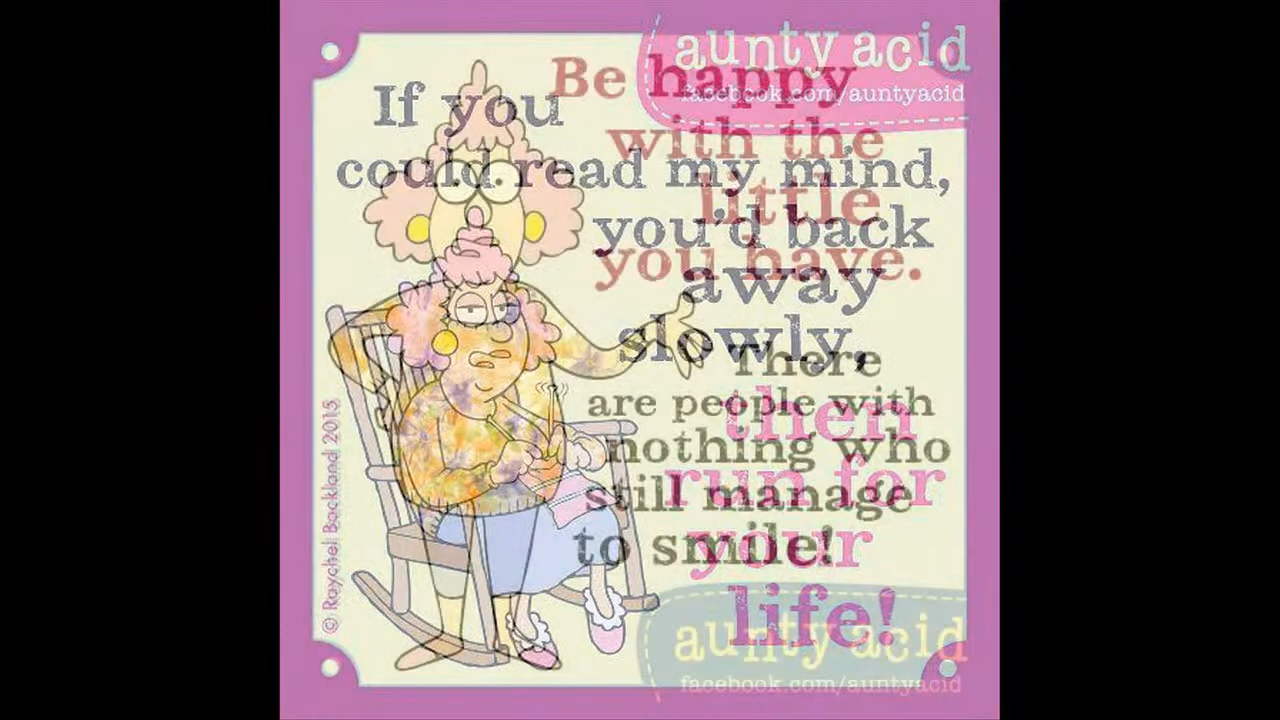 aunty acid
facebook.com/auntyacid
If you
could read my mind,
you'd back
away
slowly,
then
run for
your
life!
Be happy
with the
little
you have.
There
are people with
nothing who
still manage
to smile!
aunty acid
facebook.com/auntyacid
© Raychel Backland 2015